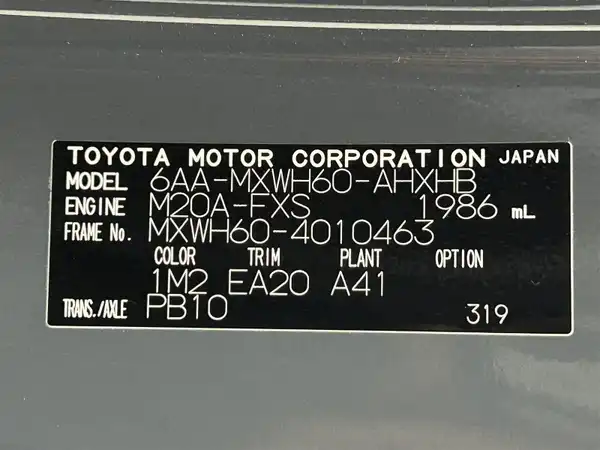 TOYOTA MOTOR CORPORATION JAPAN
MODEL 6AA-MXWH60-AHXHB
ENGINE M20A-FXS 1986 mL
FRAME No. MXWH60-4010463
COLOR TRIM PLANT OPTION
1M2 EA20 A41
TRANS./AXLE PB10 319